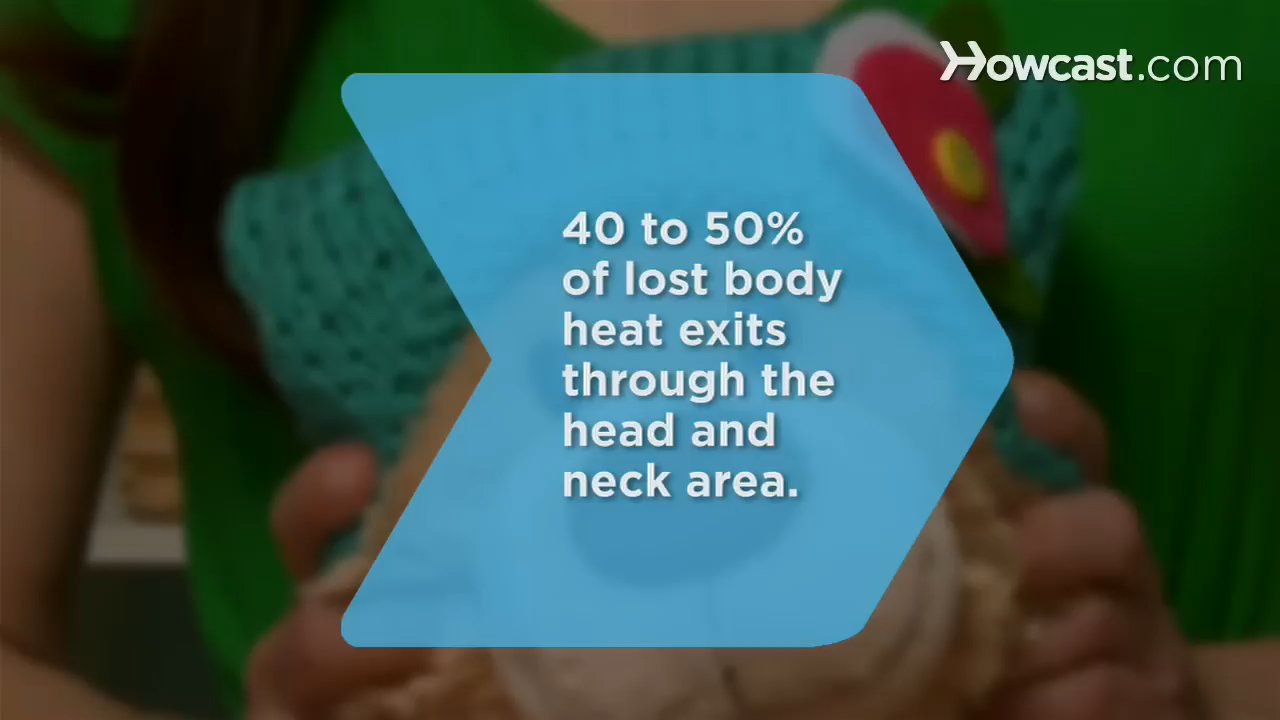 Howcast.com
40 to 50%
of lost body
heat exits
through the
head and
neck area.